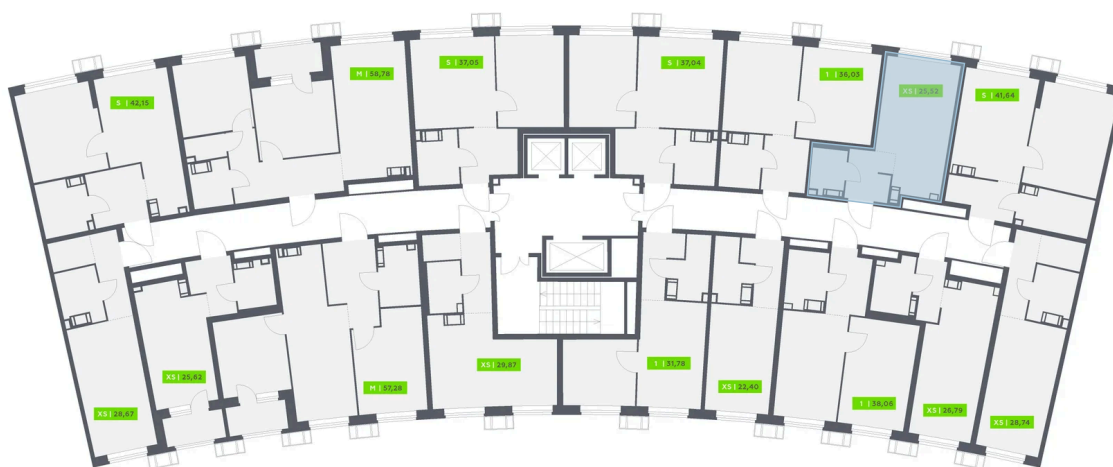 S | 42,15
M | 58,78
S | 37,05
S | 37,04
1 | 36,03
XS | 25,52
S | 41,64
XS | 28,67
XS | 25,62
M | 57,28
XS | 29,87
1 | 31,78
XS | 22,40
1 | 38,06
XS | 26,79
XS | 28,74